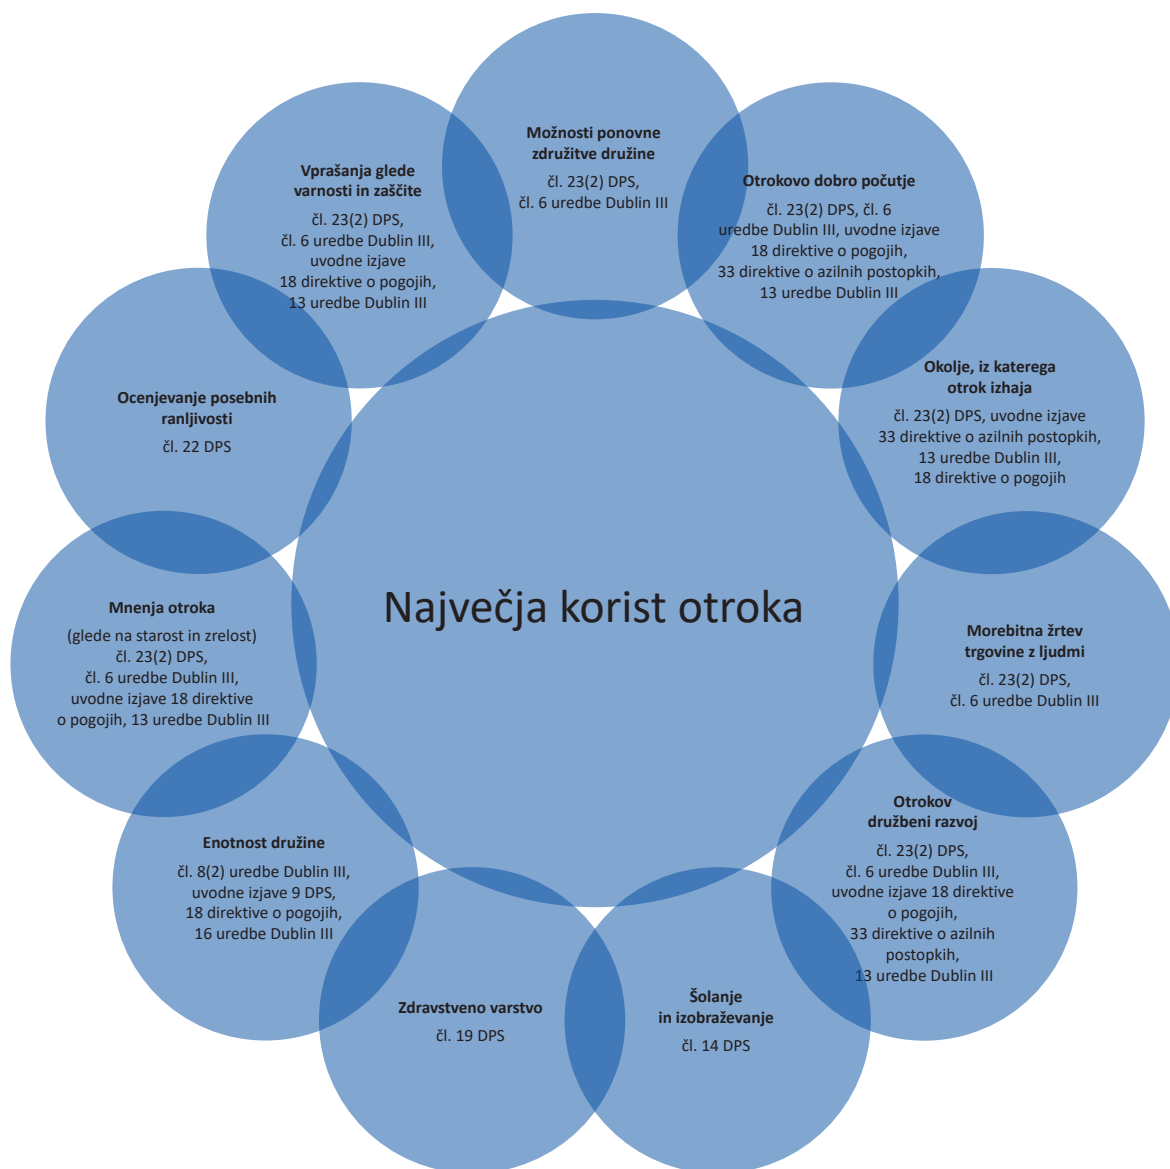 Možnosti ponovne
združitve družine
čl. 23(2) DPS,
čl. 6 uredbe Dublin III
Otrokovo dobro počutje
čl. 23(2) DPS, čl. 6
uredbe Dublin III, uvodne izjave
18 direktive o pogojih,
33 direktive o azilnih postopkih,
13 uredbe Dublin III
Okolje, iz katerega
otrok izhaja
čl. 23(2) DPS, uvodne izjave
33 direktive o azilnih postopkih,
13 uredbe Dublin III,
18 direktive o pogojih
Morebitna žrtev
trgovine z ljudmi
čl. 23(2) DPS,
čl. 6 uredbe Dublin III
Otrokov
družbeni razvoj
čl. 23(2) DPS,
čl. 6 uredbe Dublin III,
uvodne izjave 18 direktive
o pogojih,
33 direktive o azilnih
postopkih,
13 uredbe Dublin III
Šolanje
in izobraževanje
čl. 14 DPS
Zdravstveno varstvo
čl. 19 DPS
Enotnost družine
čl. 8(2) uredbe Dublin III,
uvodne izjave 9 DPS,
18 direktive o pogojih,
16 uredbe Dublin III
Mnenja otroka
(glede na starost in zrelost)
čl. 23(2) DPS,
čl. 6 uredbe Dublin III,
uvodne izjave 18 direktive
o pogojih, 13 uredbe Dublin III
Ocenjevanje posebnih
ranljivosti
čl. 22 DPS
Vprašanja glede
varnosti in zaščite
čl. 23(2) DPS,
čl. 6 uredbe Dublin III,
uvodne izjave
18 direktive o pogojih,
13 uredbe Dublin III
Največja korist otroka